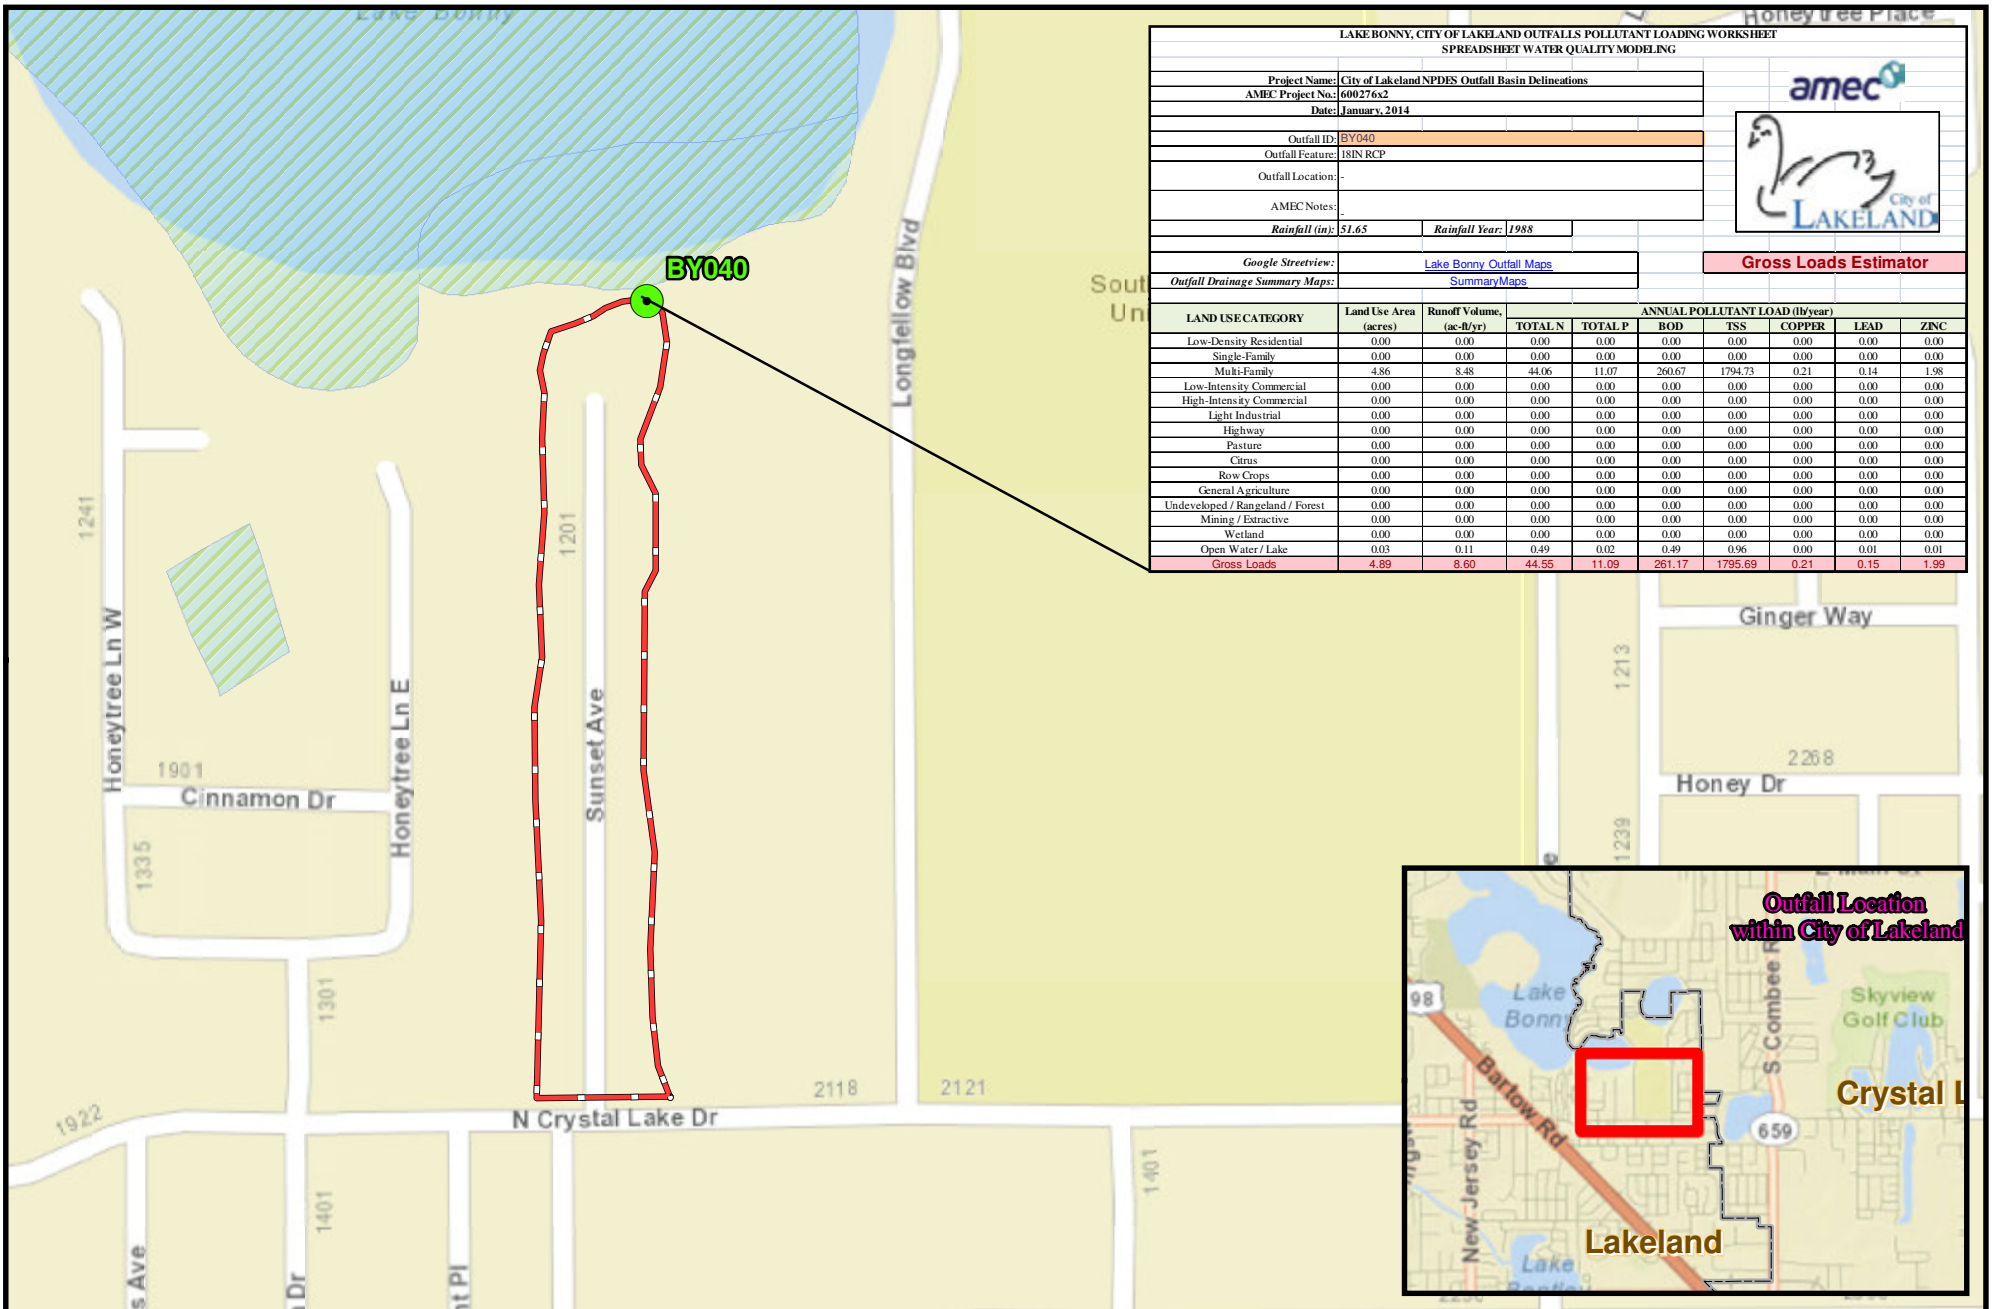 Lake Bonny
Honeytree Place
LAKE BONNY, CITY OF LAKELAND OUTFALLS POLLUTANT LOADING WORKSHEET
SPREADSHEET WATER QUALITY MODELING
Project Name: City of Lakeland NPDES Outfall Basin Delineations
AMEC Project No.: 600276x2
Date: January, 2014
amec
Outfall ID: BY040
Outfall Feature: 18IN RCP
Outfall Location: -
AMEC Notes: -
City of
LAKELAND
Rainfall (in): 51.65 Rainfall Year: 1988
Google Streetview: Lake Bonny Outfall Maps
Gross Loads Estimator
Outfall Drainage Summary Maps: SummaryMaps
LAND USE CATEGORY Land Use Area (acres) Runoff Volume, (ac-ft/yr) ANNUAL POLLUTANT LOAD (lb/year)
TOTAL N TOTAL P BOD TSS COPPER LEAD ZINC
Low-Density Residential 0.00 0.00 0.00 0.00 0.00 0.00 0.00 0.00 0.00
Single-Family 0.00 0.00 0.00 0.00 0.00 0.00 0.00 0.00 0.00
Multi-Family 4.86 8.48 44.06 11.07 260.67 1794.73 0.21 0.14 1.98
Low-Intensity Commercial 0.00 0.00 0.00 0.00 0.00 0.00 0.00 0.00 0.00
High-Intensity Commercial 0.00 0.00 0.00 0.00 0.00 0.00 0.00 0.00 0.00
Light Industrial 0.00 0.00 0.00 0.00 0.00 0.00 0.00 0.00 0.00
Highway 0.00 0.00 0.00 0.00 0.00 0.00 0.00 0.00 0.00
Pasture 0.00 0.00 0.00 0.00 0.00 0.00 0.00 0.00 0.00
Citrus 0.00 0.00 0.00 0.00 0.00 0.00 0.00 0.00 0.00
Row Crops 0.00 0.00 0.00 0.00 0.00 0.00 0.00 0.00 0.00
General Agriculture 0.00 0.00 0.00 0.00 0.00 0.00 0.00 0.00 0.00
Undeveloped / Rangeland / Forest 0.00 0.00 0.00 0.00 0.00 0.00 0.00 0.00 0.00
Mining / Extractive 0.00 0.00 0.00 0.00 0.00 0.00 0.00 0.00 0.00
Wetland 0.00 0.00 0.00 0.00 0.00 0.00 0.00 0.00 0.00
Open Water / Lake 0.03 0.11 0.49 0.02 0.49 0.96 0.00 0.01 0.01
Gross Loads 4.89 8.60 44.55 11.09 261.17 1795.69 0.21 0.15 1.99
BY040
Sout
Uni
Longfellow Blvd
1241
1201
Honeytree Ln W
Honeytree Ln E
Sunset Ave
Ginger Way
1213
1901
Cinnamon Dr
2268
Honey Dr
1335
1239
e
1301
2118
2121
1922
N Crystal Lake Dr
1401
1401
s Ave
Dr
nt Pl
Outfall Location
within City of Lakeland
98
Lake
Bonny
S Combee R
Skyview
Golf Club
Bartow Rd
New Jersey Rd
Crystal L
659
Lakeland
Lake